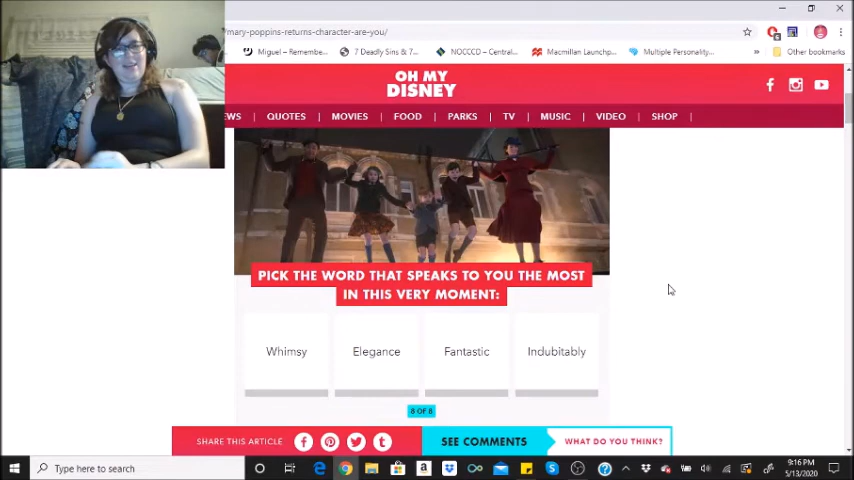 /mary-poppins-returns-character-are-you/
Miguel – Remembe...
7 Deadly Sins & 7...
NOCCCD – Central...
Macmillan Launchp...
Multiple Personality...
»
Other bookmarks
OH MY
DISNEY
EWS
QUOTES
MOVIES
FOOD
PARKS
TV
MUSIC
VIDEO
SHOP
PICK THE WORD THAT SPEAKS TO YOU THE MOST
IN THIS VERY MOMENT:
Whimsy
Elegance
Fantastic
Indubitably
8 OF 8
SHARE THIS ARTICLE
SEE COMMENTS
WHAT DO YOU THINK?
Type here to search
9:16 PM
5/13/2020